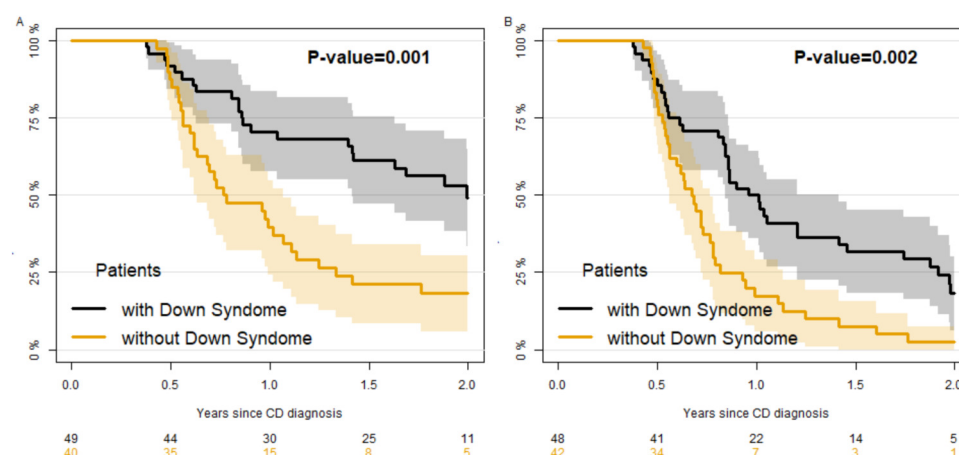 A
B
100 %
75 %
50 %
25 %
0 %
P-value=0.001
Patients
with Down Syndome
without Down Syndome
0.0 0.5 1.0 1.5 2.0
Years since CD diagnosis
49 44 30 25 11
40 35 15 8 5
100 %
75 %
50 %
25 %
0 %
P-value=0.002
Patients
with Down Syndome
without Down Syndome
0.0 0.5 1.0 1.5 2.0
Years since CD diagnosis
48 41 22 14 5
42 34 7 3 1